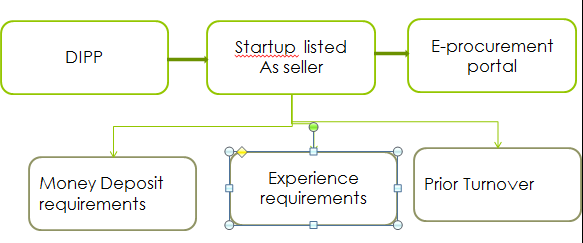 DIPP
Startup listed
As seller
E-procurement
portal
Money Deposit
requirements
Experience
requirements
Prior Turnover